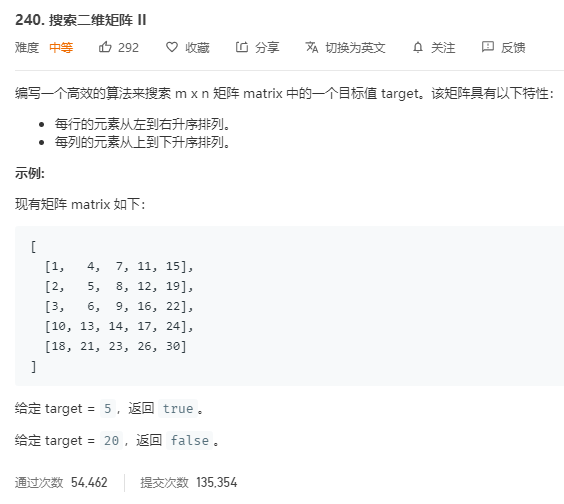 240. 搜索二维矩阵 II
难度 中等 292 收藏 分享 切换为英文 关注 反馈
编写一个高效的算法来搜索 m x n 矩阵 matrix 中的一个目标值 target。该矩阵具有以下特性：
• 每行的元素从左到右升序排列。
• 每列的元素从上到下升序排列。
示例:
现有矩阵 matrix 如下：
[
[1, 4, 7, 11, 15],
[2, 5, 8, 12, 19],
[3, 6, 9, 16, 22],
[10, 13, 14, 17, 24],
[18, 21, 23, 26, 30]
]
给定 target = 5，返回 true。
给定 target = 20，返回 false。
通过次数 54,462 提交次数 135,354